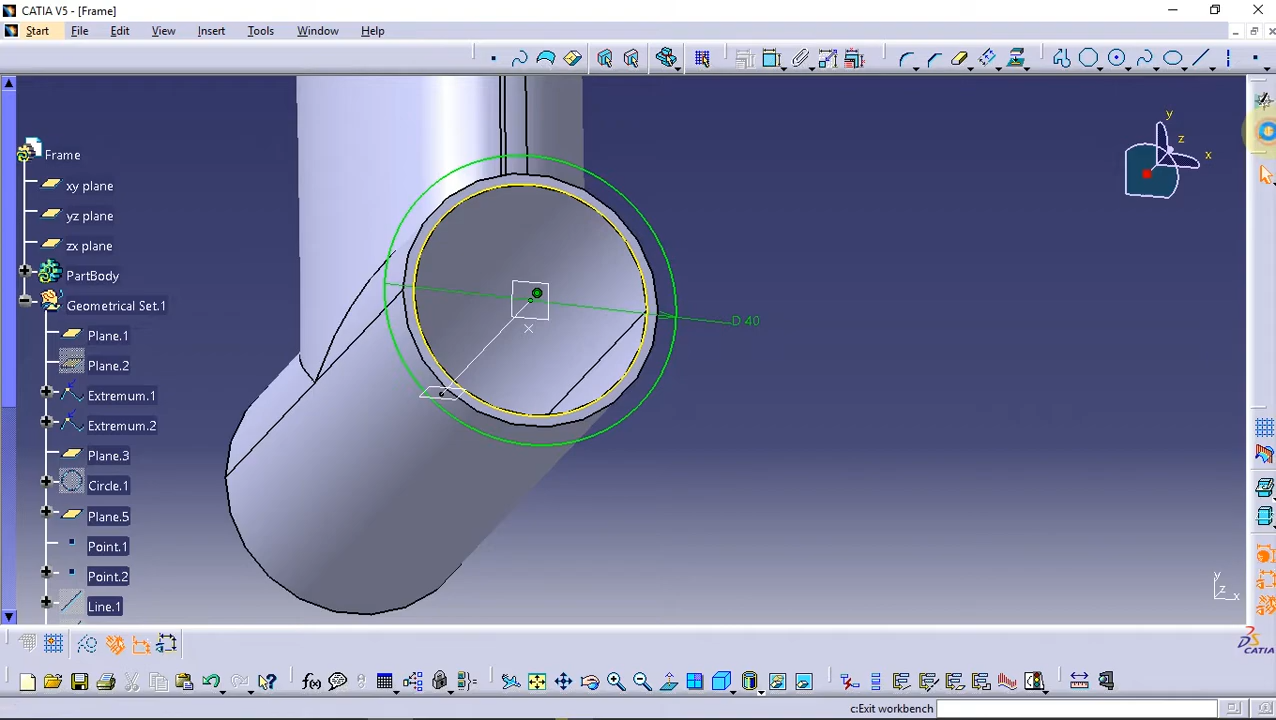 CATIA V5 - [Frame]
Start File Edit View Insert Tools Window Help
y
z
x
Frame
xy plane
yz plane
zx plane
PartBody
Geometrical Set.1
Plane.1
Plane.2
Extremum.1
Extremum.2
Plane.3
Circle.1
Plane.5
Point.1
Point.2
Line.1
D 40
y
z x
CATIA
f(x)
c:Exit workbench